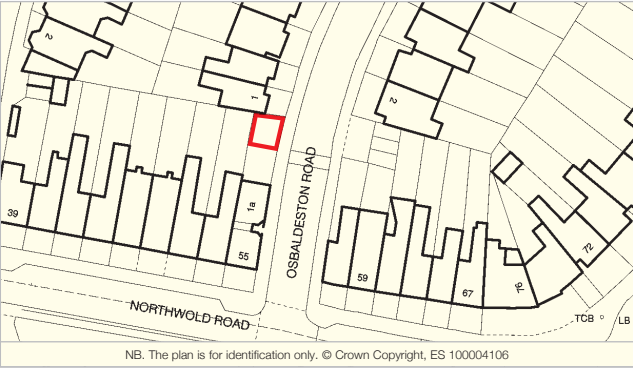 2
1
2
1a
39
55
OSBALDESTON ROAD
59
67
76
72
NORTHWOLD ROAD
TCB
LB
NB. The plan is for identification only. © Crown Copyright, ES 100004106